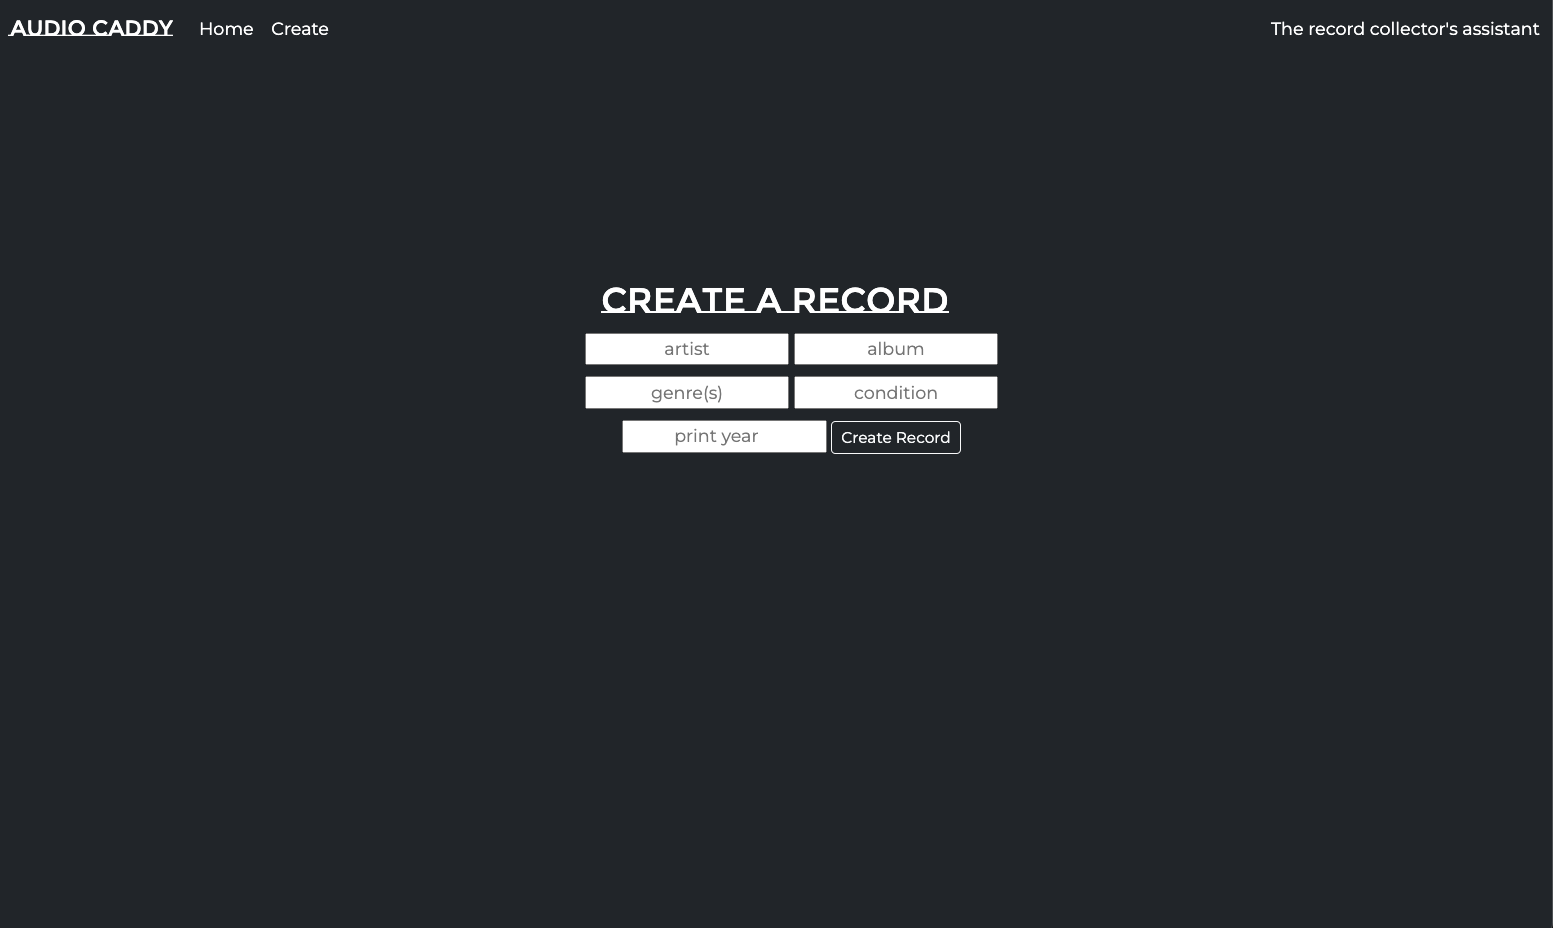 AUDIO CADDY Home Create The record collector's assistant
CREATE A RECORD
artist album
genre(s) condition
print year Create Record